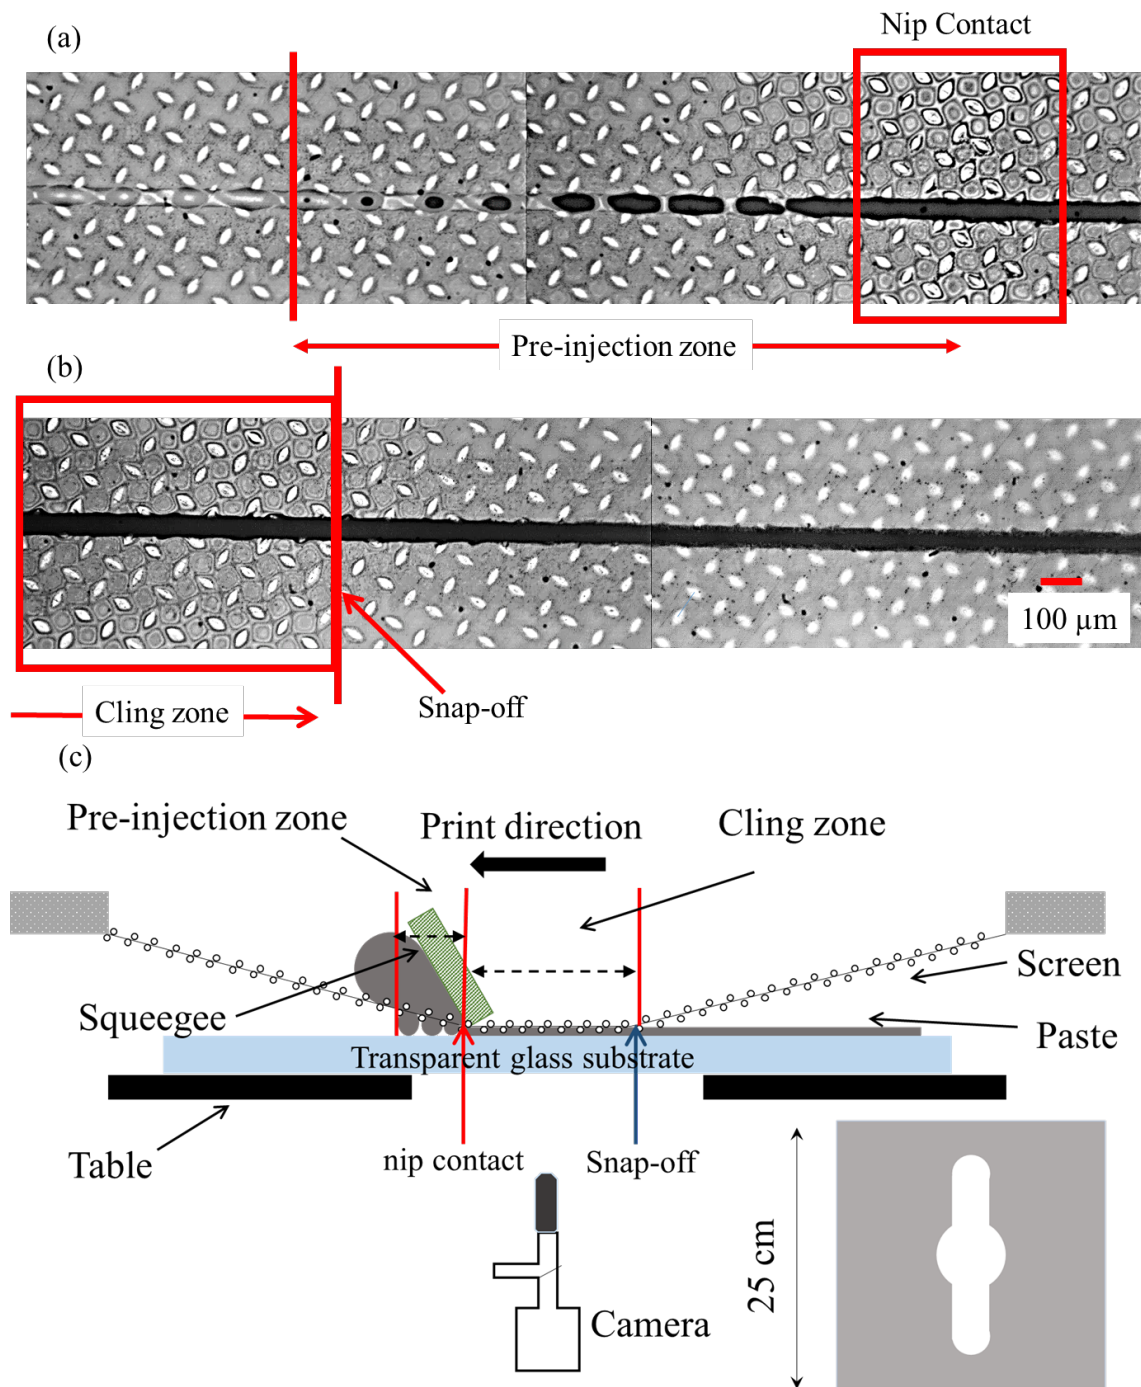 (a)
Nip Contact
Pre-injection zone
(b)
100 µm
Cling zone
Snap-off
(c)
Pre-injection zone
Print direction
Cling zone
Squeegee
Screen
Paste
Transparent glass substrate
Table
nip contact
Snap-off
25 cm
Camera